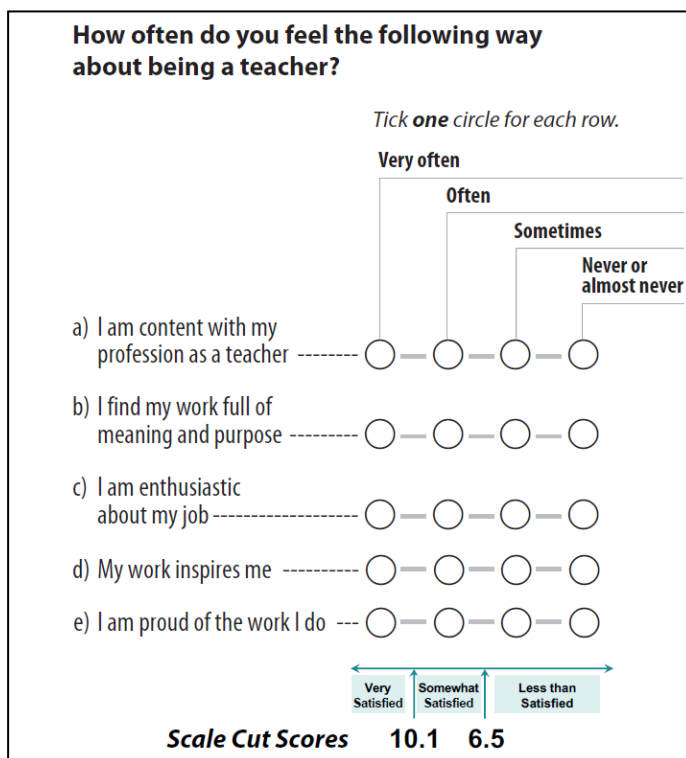 How often do you feel the following way
about being a teacher?
Tick one circle for each row.
Very often
Often
Sometimes
Never or
almost never
a) I am content with my
profession as a teacher --------
b) I find my work full of
meaning and purpose ----------
c) I am enthusiastic
about my job ------------------
d) My work inspires me ----------
e) I am proud of the work I do ---
Very
Satisfied
Somewhat
Satisfied
Less than
Satisfied
Scale Cut Scores 10.1 6.5